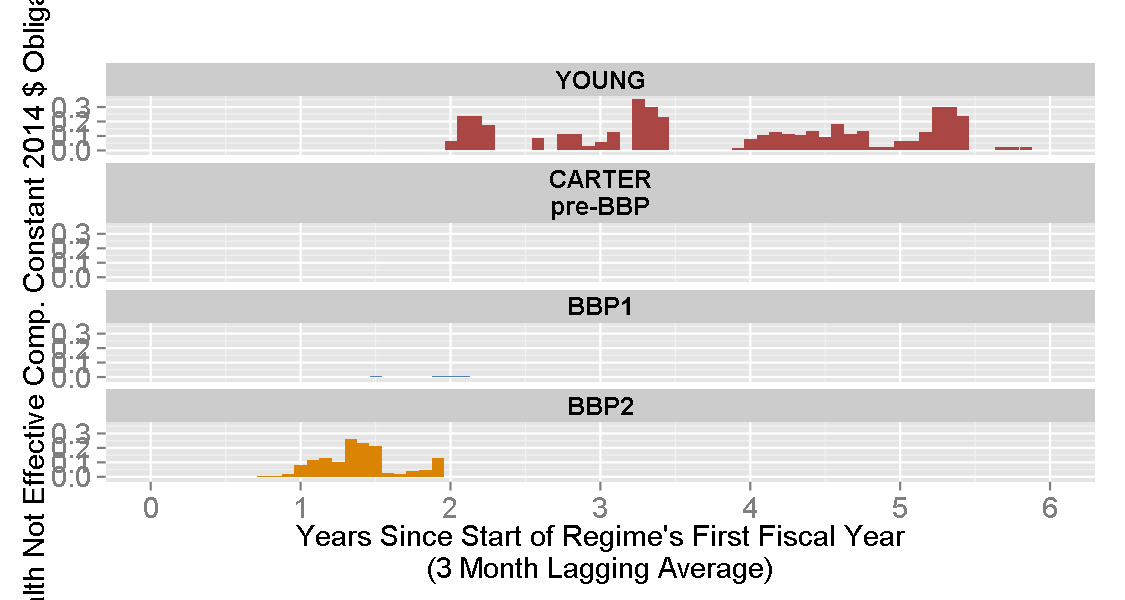 alth Not Effective Comp. Constant 2014 $ Obliga
YOUNG
0.3
0.2
0.1
0.0
CARTER
pre-BBP
0.3
0.2
0.1
0.0
BBP1
0.3
0.2
0.1
0.0
BBP2
0.3
0.2
0.1
0.0
0 1 2 3 4 5 6
Years Since Start of Regime's First Fiscal Year
(3 Month Lagging Average)